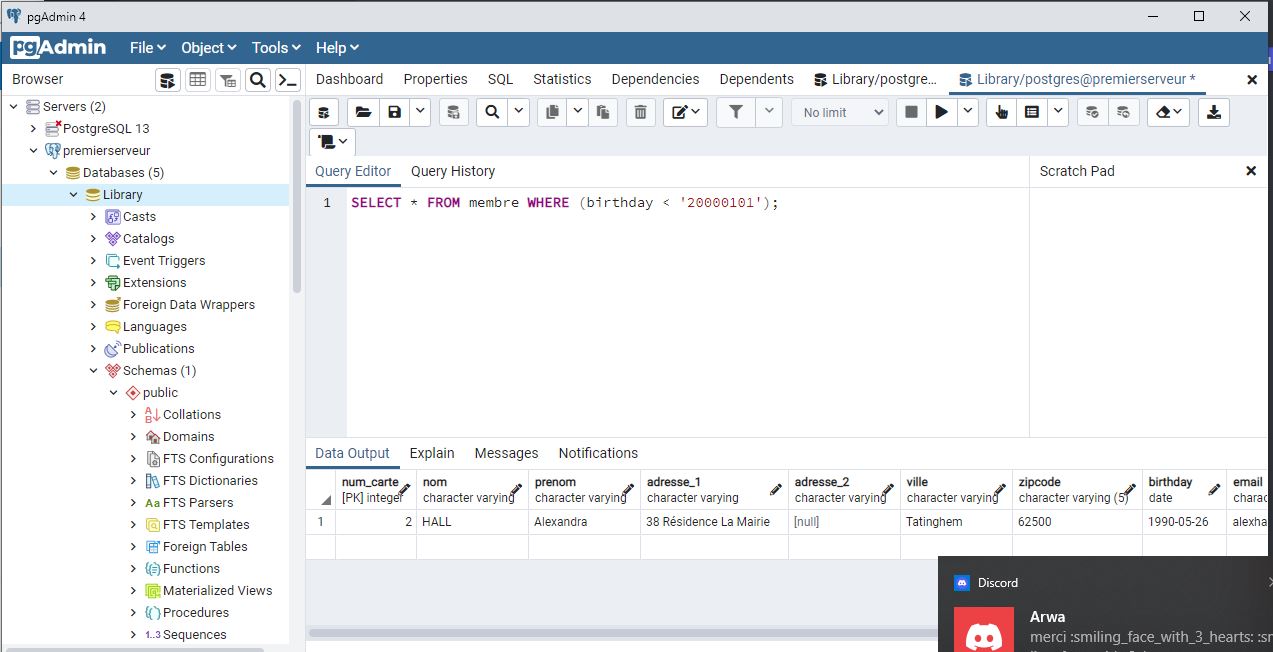 pgAdmin 4
pgAdmin File Object Tools Help
Browser
Dashboard Properties SQL Statistics Dependencies Dependents Library/postgre... Library/postgres@premierserveur *
No limit
Servers (2)
PostgreSQL 13
premierserveur
Databases (5)
Library
Casts
Catalogs
Event Triggers
Extensions
Foreign Data Wrappers
Languages
Publications
Schemas (1)
public
Collations
Domains
FTS Configurations
FTS Dictionaries
FTS Parsers
FTS Templates
Foreign Tables
Functions
Materialized Views
Procedures
1..3 Sequences
Query Editor Query History
Scratch Pad
1 SELECT * FROM membre WHERE (birthday < '20000101');
Data Output Explain Messages Notifications
num_carte nom prenom adresse_1 adresse_2 ville zipcode birthday email
[PK] integer character varying character varying character varying character varying character varying character varying (5) date charac
1 2 HALL Alexandra 38 Résidence La Mairie [null] Tatinghem 62500 1990-05-26 alexha
Discord
Arwa
merci :smiling_face_with_3_hearts: :sm